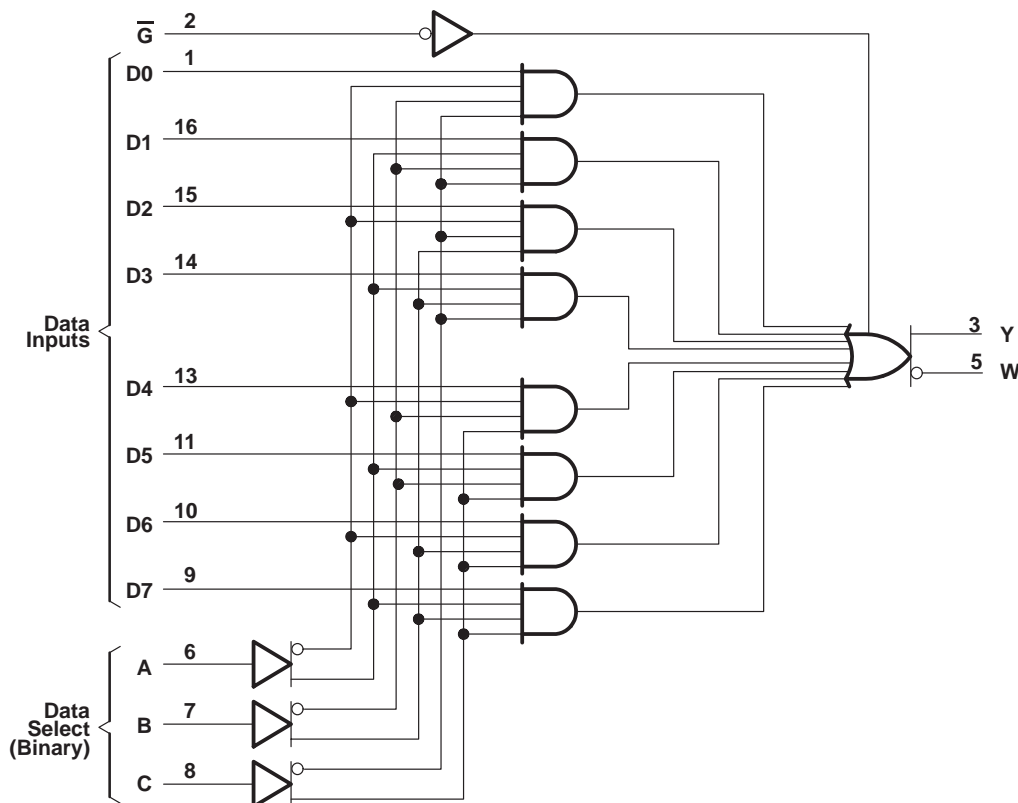 G̅ 2
D0 1
D1 16
D2 15
D3 14
Data
Inputs
3 Y
5 W
D4 13
D5 11
D6 10
D7 9
A 6
Data
Select
(Binary)
B 7
C 8